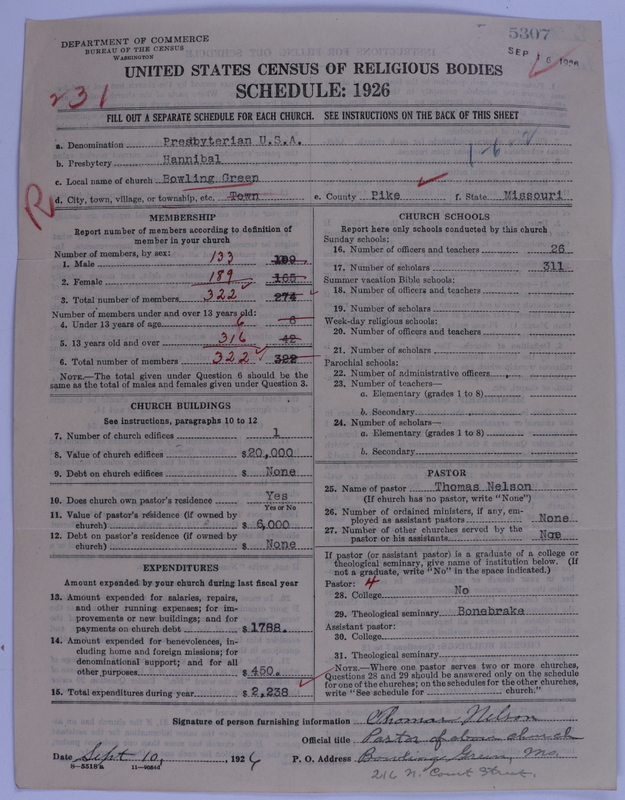 DEPARTMENT OF COMMERCE
BUREAU OF THE CENSUS
WASHINGTON
5307
SEP 16 1926
UNITED STATES CENSUS OF RELIGIOUS BODIES
SCHEDULE: 1926
231
FILL OUT A SEPARATE SCHEDULE FOR EACH CHURCH. SEE INSTRUCTIONS ON THE BACK OF THIS SHEET
a. Denomination Presbyterian U.S.A.
b. Presbytery Hannibal
1-6-2
c. Local name of church Bowling Green
R
d. City, town, village, or township, etc. Town e. County Pike f. State Missouri
MEMBERSHIP
Report number of members according to definition of
member in your church
Number of members, by sex:
1. Male 133 109
2. Female 189 165
3. Total number of members 322 274
Number of members under and over 13 years old:
4. Under 13 years of age 6 6
5. 13 years old and over 316 42
6. Total number of members 322 322
NOTE.—The total given under Question 6 should be the
same as the total of males and females given under Question 3.
CHURCH BUILDINGS
See instructions, paragraphs 10 to 12
7. Number of church edifices 1
8. Value of church edifices $20,000
9. Debt on church edifices $ None
10. Does church own pastor's residence Yes
Yes or No
11. Value of pastor's residence (if owned by
church) $ 6,000
12. Debt on pastor's residence (if owned by
church) $ None
EXPENDITURES
Amount expended by your church during last fiscal year
13. Amount expended for salaries, repairs,
and other running expenses; for im-
provements or new buildings; and for
payments on church debt $ 1788.
14. Amount expended for benevolences, in-
cluding home and foreign missions; for
denominational support; and for all
other purposes $ 450.
15. Total expenditures during year $ 2,238
CHURCH SCHOOLS
Report here only schools conducted by this church
Sunday schools:
16. Number of officers and teachers 26
17. Number of scholars 311
Summer vacation Bible schools:
18. Number of officers and teachers
19. Number of scholars
Week-day religious schools:
20. Number of officers and teachers
21. Number of scholars
Parochial schools:
22. Number of administrative officers
23. Number of teachers—
a. Elementary (grades 1 to 8)
b. Secondary
24. Number of scholars—
a. Elementary (grades 1 to 8)
b. Secondary
PASTOR
25. Name of pastor Thomas Nelson
(If church has no pastor, write "None")
26. Number of ordained ministers, if any, em-
ployed as assistant pastors None
27. Number of other churches served by the
pastor or his assistants Noe
If pastor (or assistant pastor) is a graduate of a college or
theological seminary, give name of institution below. (If
not a graduate, write "No" in the space indicated.)
Pastor: 4
28. College No
29. Theological seminary Bonebrake
Assistant pastor:
30. College
31. Theological seminary
NOTE.—Where one pastor serves two or more churches,
Questions 28 and 29 should be answered only on the schedule
for one of the churches; on the schedules for the other churches,
write "See schedule for church."
Signature of person furnishing information Thomas Nelson
Official title Pastor of above church
Date Sept 10, 1926 P. O. Address Bowling Green, Mo.
8-5518a
216 N. Court Street.